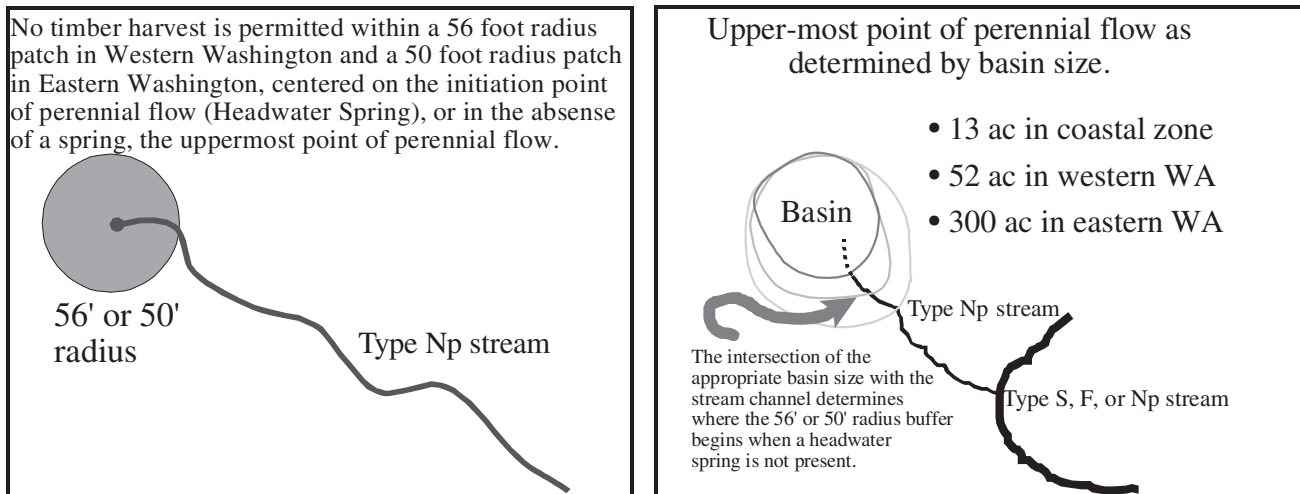 No timber harvest is permitted within a 56 foot radius
patch in Western Washington and a 50 foot radius patch
in Eastern Washington, centered on the initiation point
of perennial flow (Headwater Spring), or in the absense
of a spring, the uppermost point of perennial flow.
56' or 50'
radius
Type Np stream
Upper-most point of perennial flow as
determined by basin size.
• 13 ac in coastal zone
• 52 ac in western WA
• 300 ac in eastern WA
Basin
Type Np stream
The intersection of the
appropriate basin size with the
stream channel determines
where the 56' or 50' radius buffer
begins when a headwater
spring is not present.
Type S, F, or Np stream